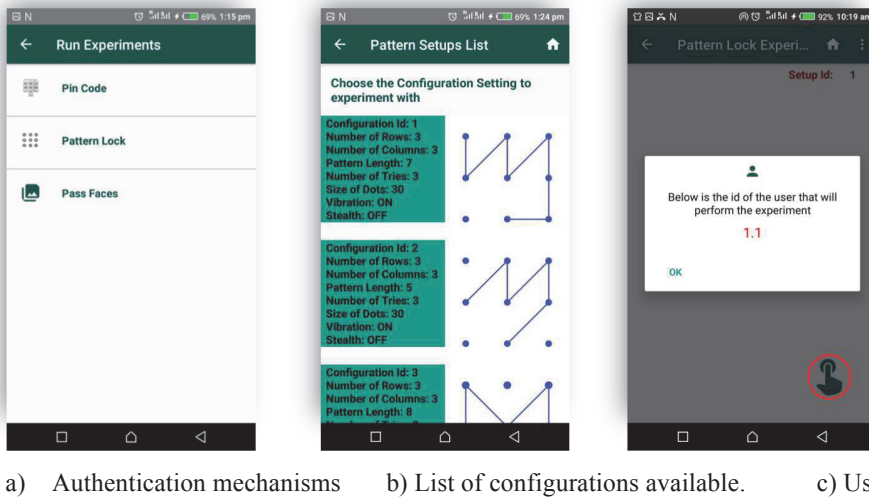 N 69% 1:15 pm
Run Experiments
Pin Code
Pattern Lock
Pass Faces
N 69% 1:24 pm
Pattern Setups List
Choose the Configuration Setting to
experiment with
Configuration Id: 1
Number of Rows: 3
Number of Columns: 3
Pattern Length: 7
Number of Tries: 3
Size of Dots: 30
Vibration: ON
Stealth: OFF
Configuration Id: 2
Number of Rows: 3
Number of Columns: 3
Pattern Length: 5
Number of Tries: 3
Size of Dots: 30
Vibration: ON
Stealth: OFF
Configuration Id: 3
Number of Rows: 3
Number of Columns: 3
Pattern Length: 8
N 92% 10:19 am
Pattern Lock Experi...
Setup Id: 1
Below is the id of the user that will
perform the experiment
1.1
OK
a) Authentication mechanisms b) List of configurations available. c) Us